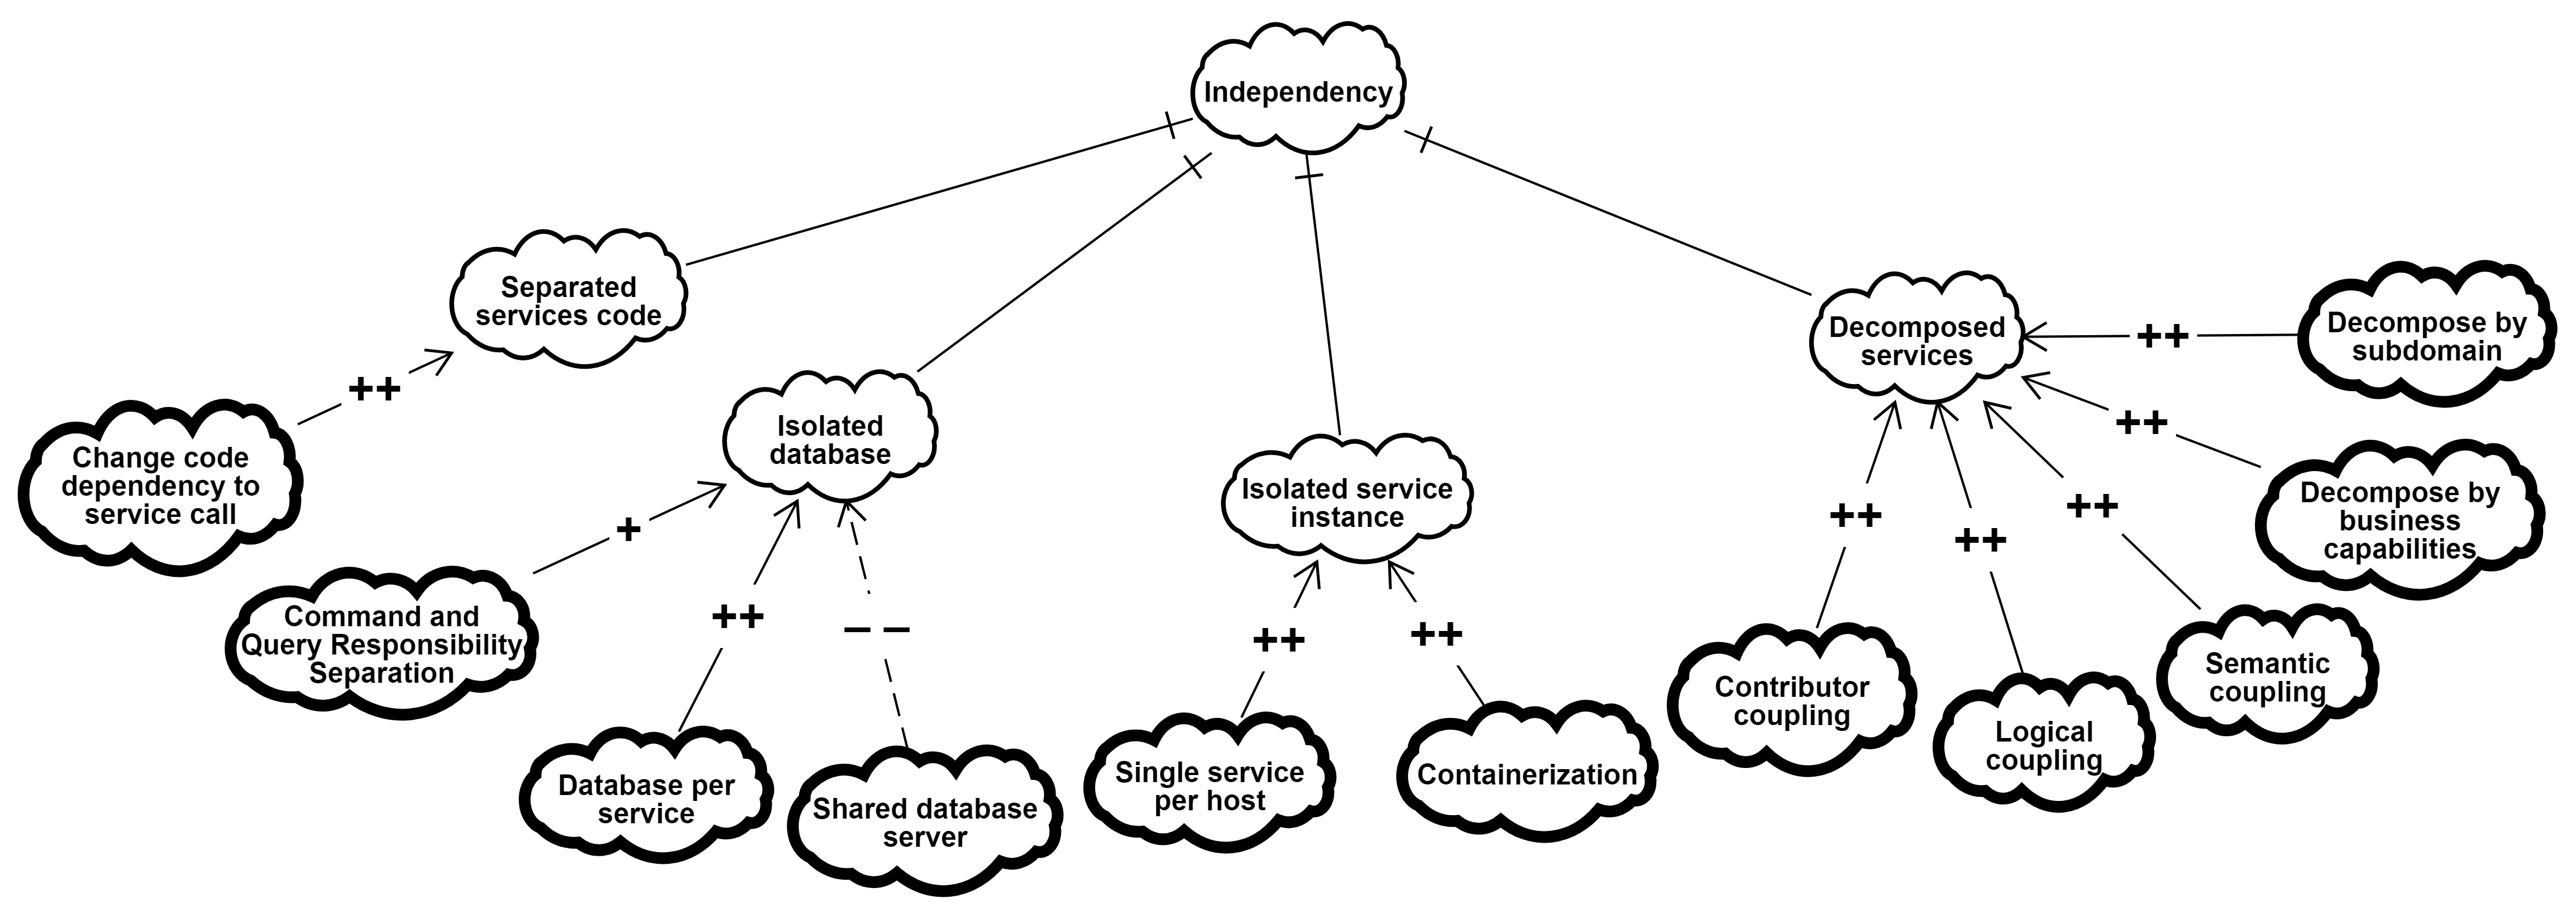 Independency
Separated
services code
++
Change code
dependency to
service call
Isolated
database
+
Command and
Query Responsibility
Separation
++
Database per
service
– –
Shared database
server
Isolated service
instance
++
Single service
per host
++
Containerization
Decomposed
services
++
Contributor
coupling
++
Logical
coupling
++
Semantic
coupling
++
Decompose by
business
capabilities
++
Decompose by
subdomain